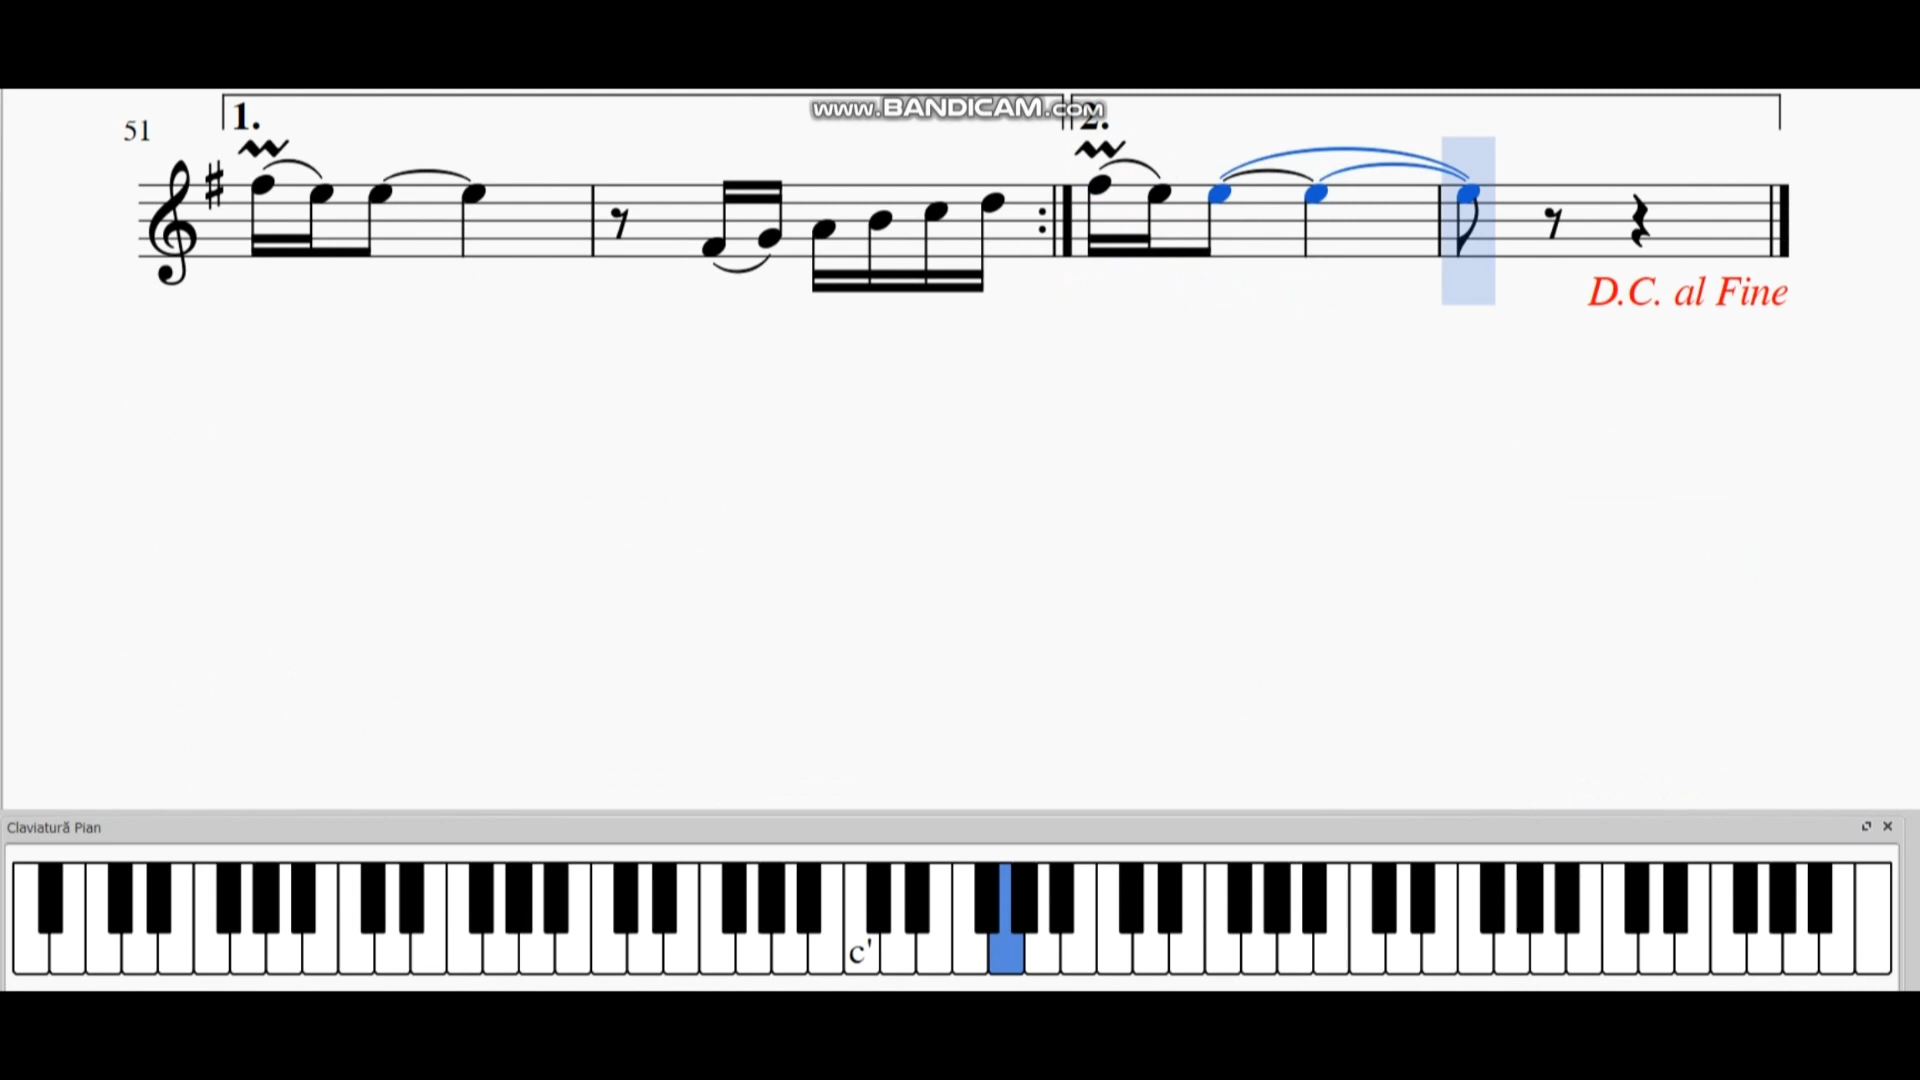 www.BANDICAM.com
1.
2.
51
D.C. al Fine
Claviatură Pian
c'